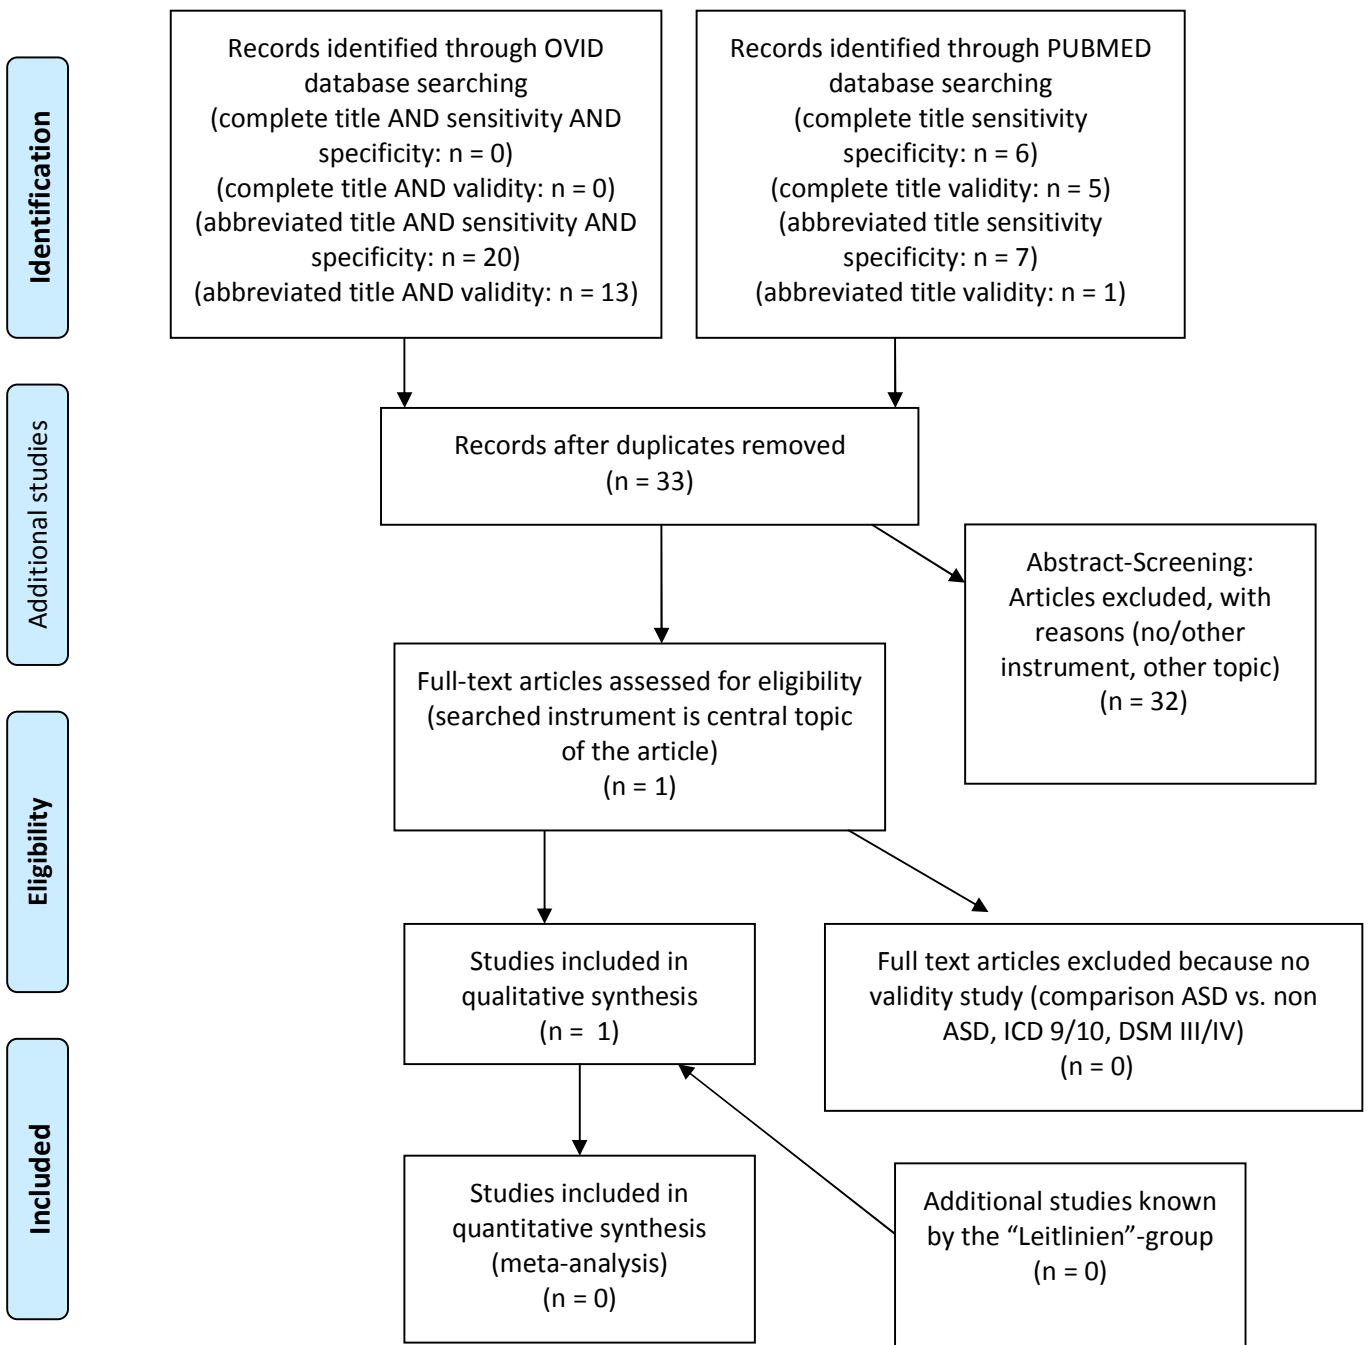 Identification
Records identified through OVID
database searching
(complete title AND sensitivity AND
specificity: n = 0)
(complete title AND validity: n = 0)
(abbreviated title AND sensitivity AND
specificity: n = 20)
(abbreviated title AND validity: n = 13)
Records identified through PUBMED
database searching
(complete title sensitivity
specificity: n = 6)
(complete title validity: n = 5)
(abbreviated title sensitivity
specificity: n = 7)
(abbreviated title validity: n = 1)
Additional studies
Records after duplicates removed
(n = 33)
Abstract-Screening:
Articles excluded, with
reasons (no/other
instrument, other topic)
(n = 32)
Full-text articles assessed for eligibility
(searched instrument is central topic
of the article)
(n = 1)
Eligibility
Studies included in
qualitative synthesis
(n = 1)
Full text articles excluded because no
validity study (comparison ASD vs. non
ASD, ICD 9/10, DSM III/IV)
(n = 0)
Included
Studies included in
quantitative synthesis
(meta-analysis)
(n = 0)
Additional studies known
by the “Leitlinien”-group
(n = 0)